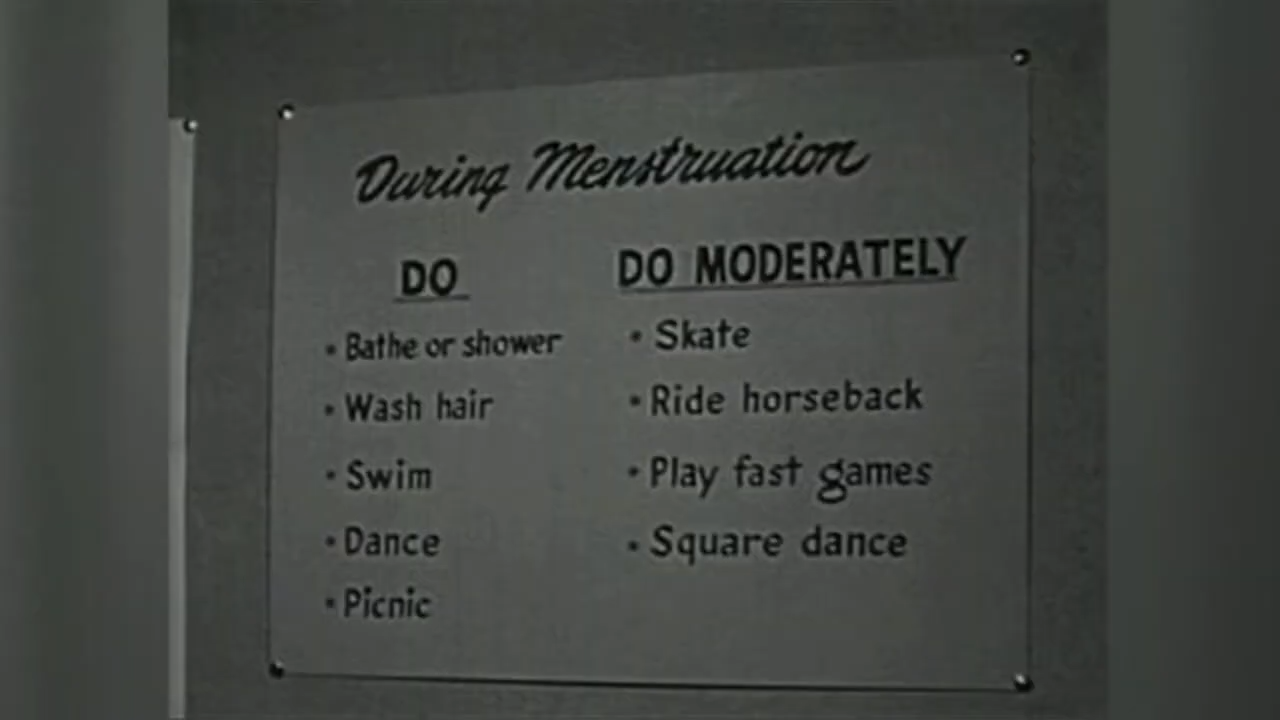 During Menstruation
DO
• Bathe or shower
• Wash hair
• Swim
• Dance
• Picnic
DO MODERATELY
• Skate
• Ride horseback
• Play fast games
• Square dance